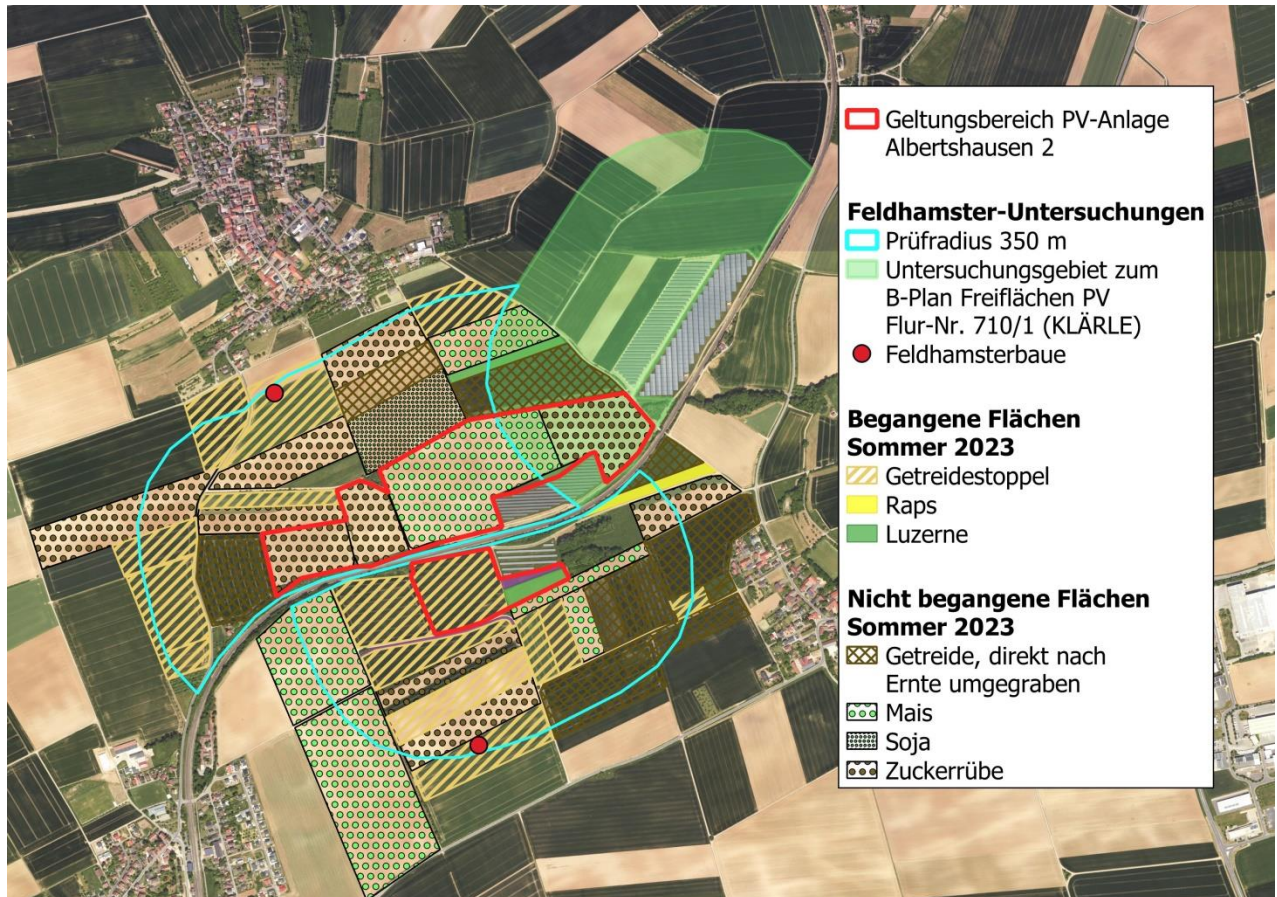 Geltungsbereich PV-Anlage
Albertshausen 2
Feldhamster-Untersuchungen
Prüfradius 350 m
Untersuchungsgebiet zum
B-Plan Freiflächen PV
Flur-Nr. 710/1 (KLÄRLE)
Feldhamsterbaue
Begangene Flächen
Sommer 2023
Getreidestoppel
Raps
Luzerne
Nicht begangene Flächen
Sommer 2023
Getreide, direkt nach
Ernte umgegraben
Mais
Soja
Zuckerrübe